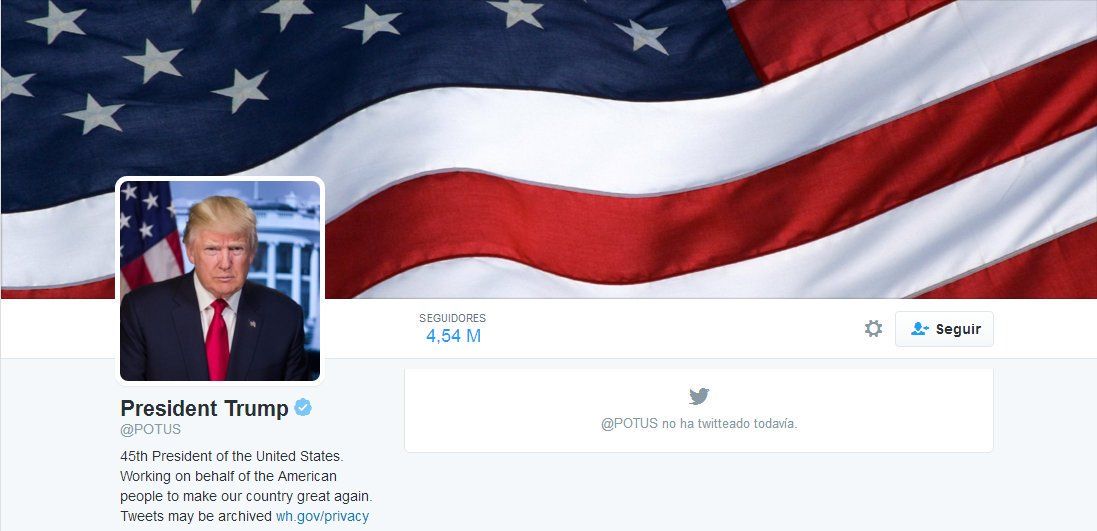 SEGUIDORES
4,54 M
Seguir
President Trump
@POTUS
45th President of the United States.
Working on behalf of the American
people to make our country great again.
Tweets may be archived wh.gov/privacy
@POTUS no ha twitteado todavía.